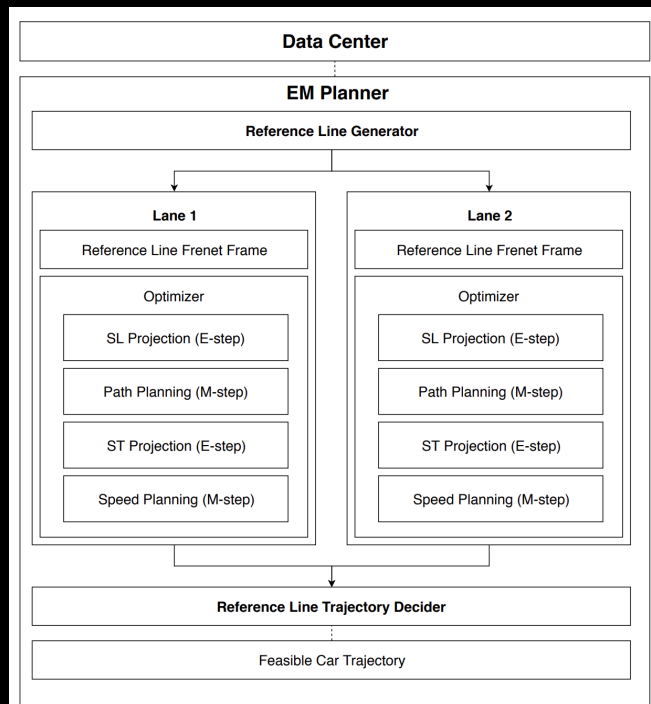 Data Center
EM Planner
Reference Line Generator
Lane 1
Reference Line Frenet Frame
Optimizer
SL Projection (E-step)
Path Planning (M-step)
ST Projection (E-step)
Speed Planning (M-step)
Lane 2
Reference Line Frenet Frame
Optimizer
SL Projection (E-step)
Path Planning (M-step)
ST Projection (E-step)
Speed Planning (M-step)
Reference Line Trajectory Decider
Feasible Car Trajectory